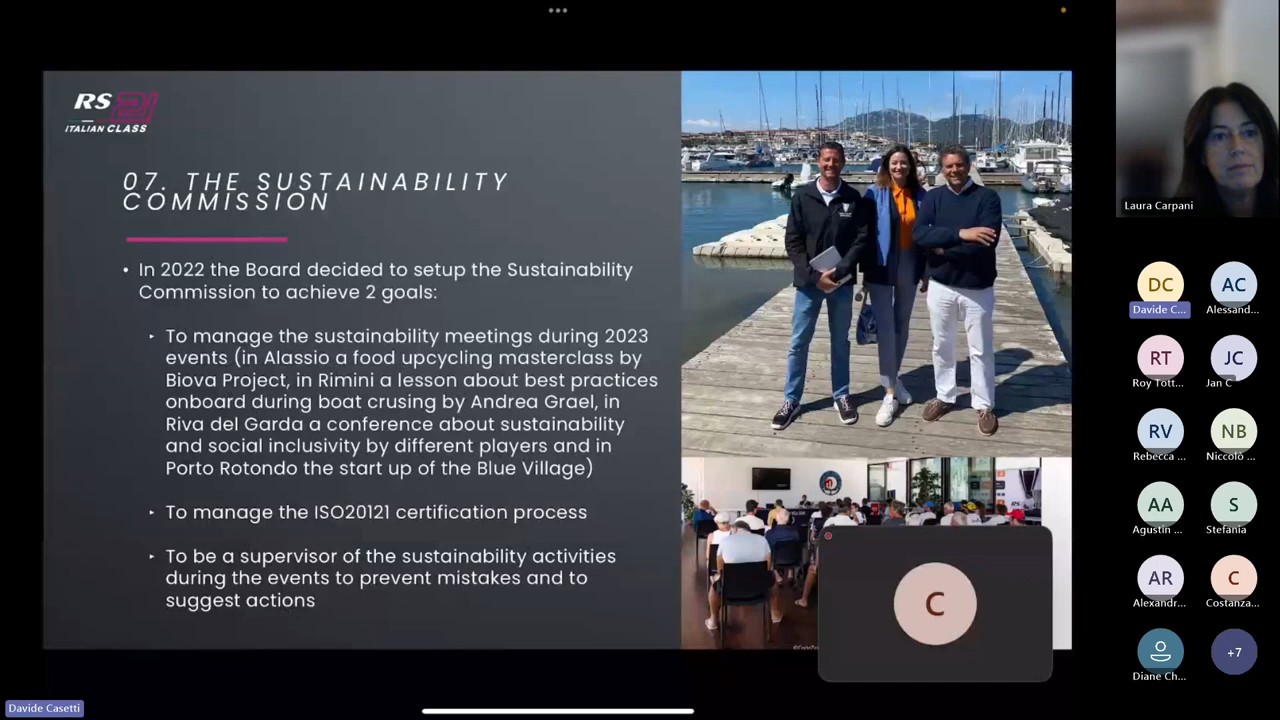 RS21
ITALIAN CLASS
07. THE SUSTAINABILITY
COMMISSION
• In 2022 the Board decided to setup the Sustainability
Commission to achieve 2 goals:
‣ To manage the sustainability meetings during 2023
events (in Alassio a food upcycling masterclass by
Biova Project, in Rimini a lesson about best practices
onboard during boat crusing by Andrea Grael, in
Riva del Garda a conference about sustainability
and social inclusivity by different players and in
Porto Rotondo the start up of the Blue Village)
‣ To manage the ISO20121 certification process
‣ To be a supervisor of the sustainability activities
during the events to prevent mistakes and to
suggest actions
C
Davide Casetti
Laura Carpani
DC
AC
Davide C...
Alessand...
RT
JC
Roy Tott...
Jan C
RV
NB
Rebecca ...
Niccolò ...
AA
S
Agustin ...
Stefania
AR
C
Alexandr...
Costanza...
+7
Diane Ch...